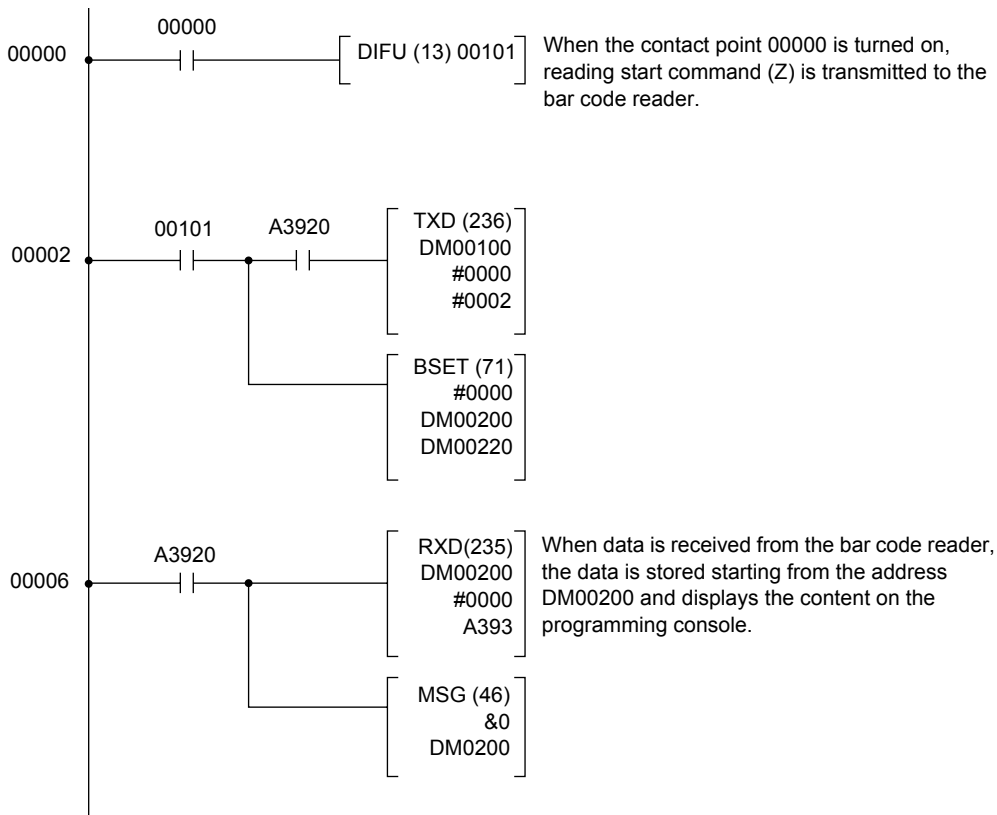 00000
00000
DIFU (13) 00101
When the contact point 00000 is turned on,
reading start command (Z) is transmitted to the
bar code reader.
00002
00101
A3920
TXD (236)
DM00100
#0000
#0002
BSET (71)
#0000
DM00200
DM00220
00006
A3920
RXD(235)
DM00200
#0000
A393
When data is received from the bar code reader,
the data is stored starting from the address
DM00200 and displays the content on the
programming console.
MSG (46)
&0
DM0200